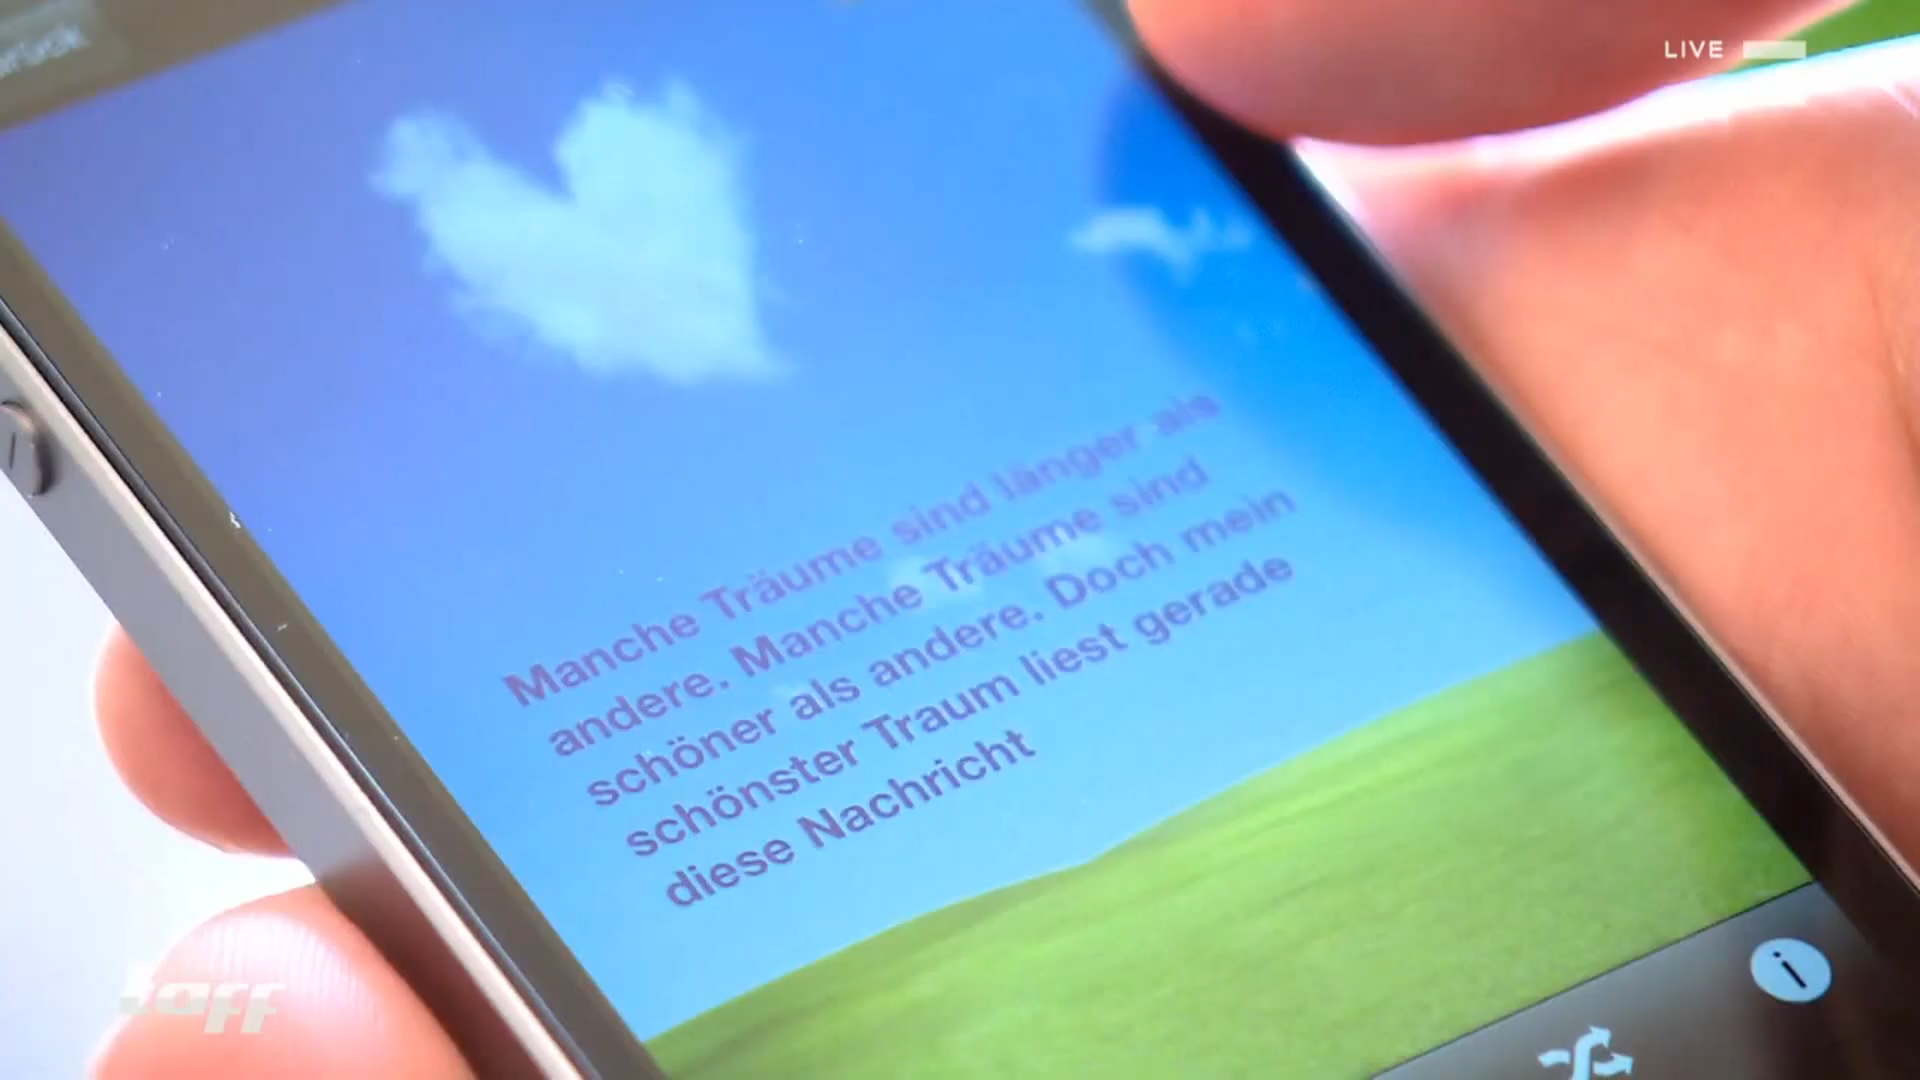 LIVE
Manche Träume sind länger als
andere. Manche Träume sind
schöner als andere. Doch mein
schönster Traum liest gerade
diese Nachricht
taff